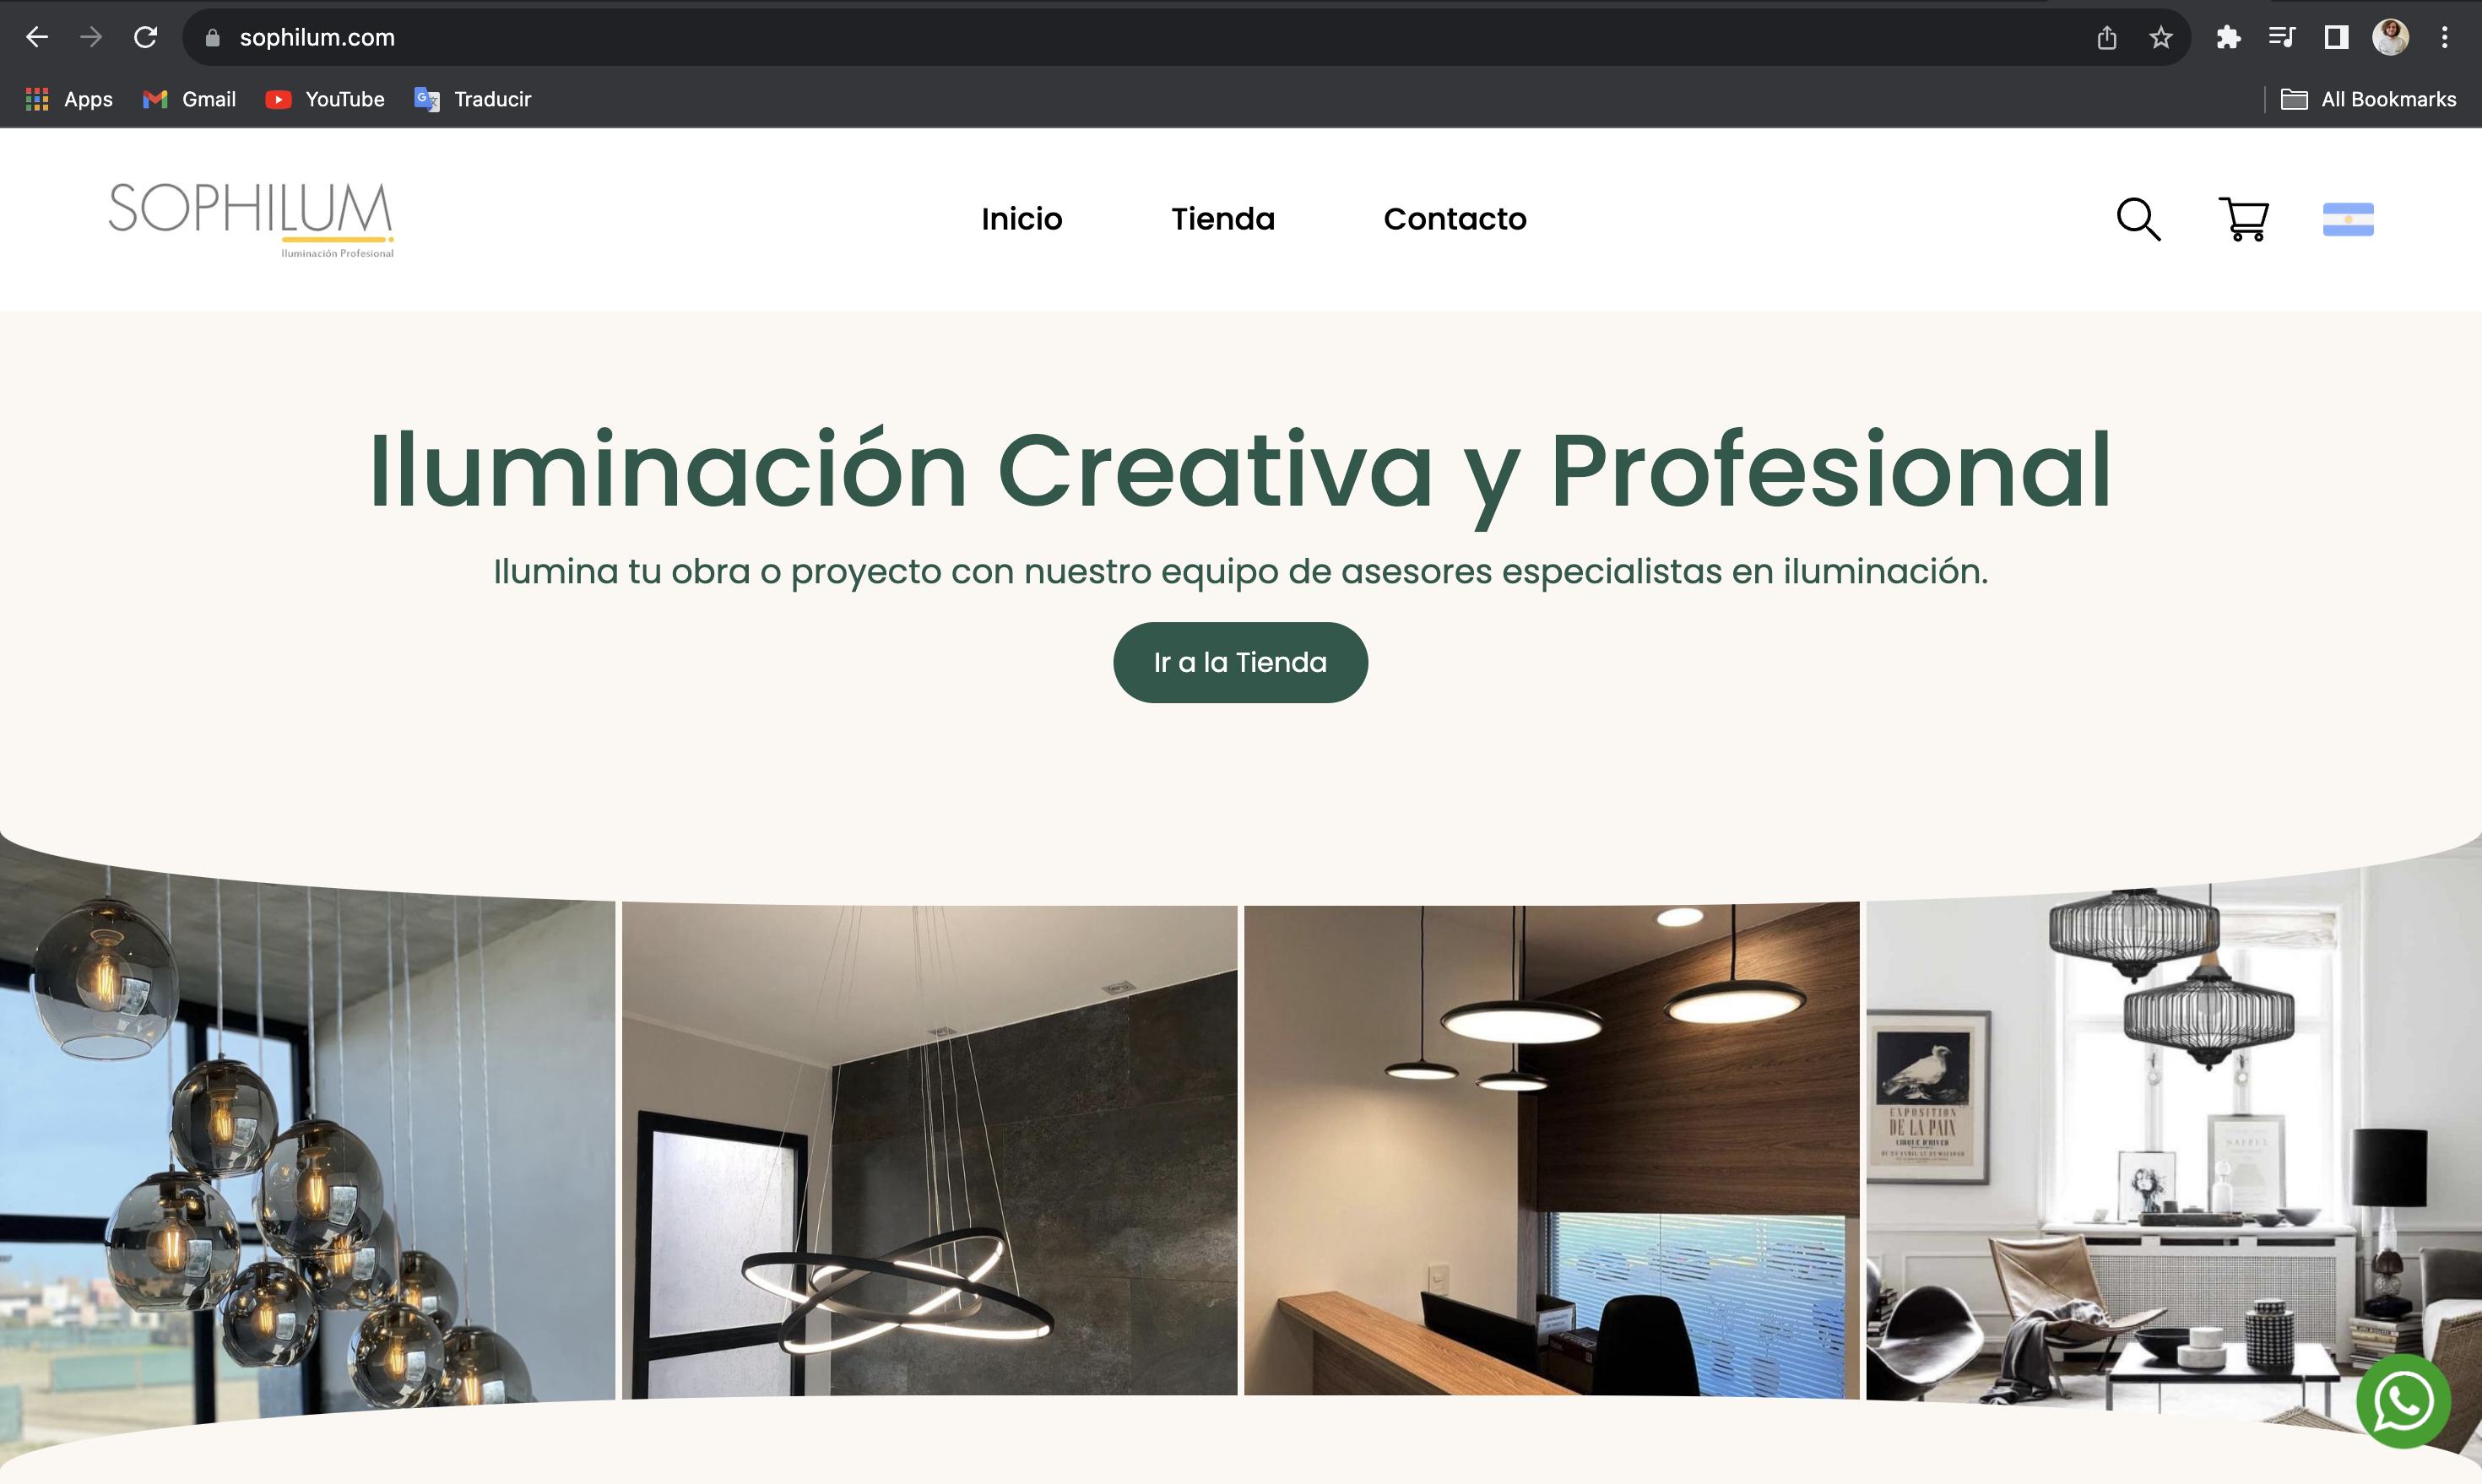 sophilum.com
Apps Gmail YouTube Traducir All Bookmarks
SOPHILUM
Iluminación Profesional
Inicio Tienda Contacto
Iluminación Creativa y Profesional
Ilumina tu obra o proyecto con nuestro equipo de asesores especialistas en iluminación.
Ir a la Tienda
EXPOSITION
DE LA PAIX